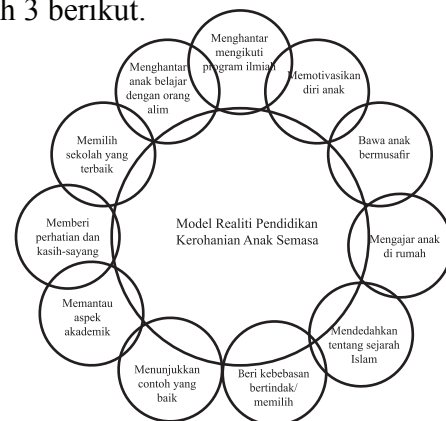 h 3 berikut.
Menghantar
mengikuti
program ilmiah
Memotivasikan
diri anak
Bawa anak
bermusafir
Mengajar anak
di rumah
Mendedahkan
tentang sejarah
Islam
Beri kebebasan
bertindak/
memilih
Menunjukkan
contoh yang
baik
Memantau
aspek
akademik
Memberi
perhatian dan
kasih-sayang
Memilih
sekolah yang
terbaik
Menghantar
anak belajar
dengan orang
alim
Model Realiti Pendidikan
Kerohanian Anak Semasa